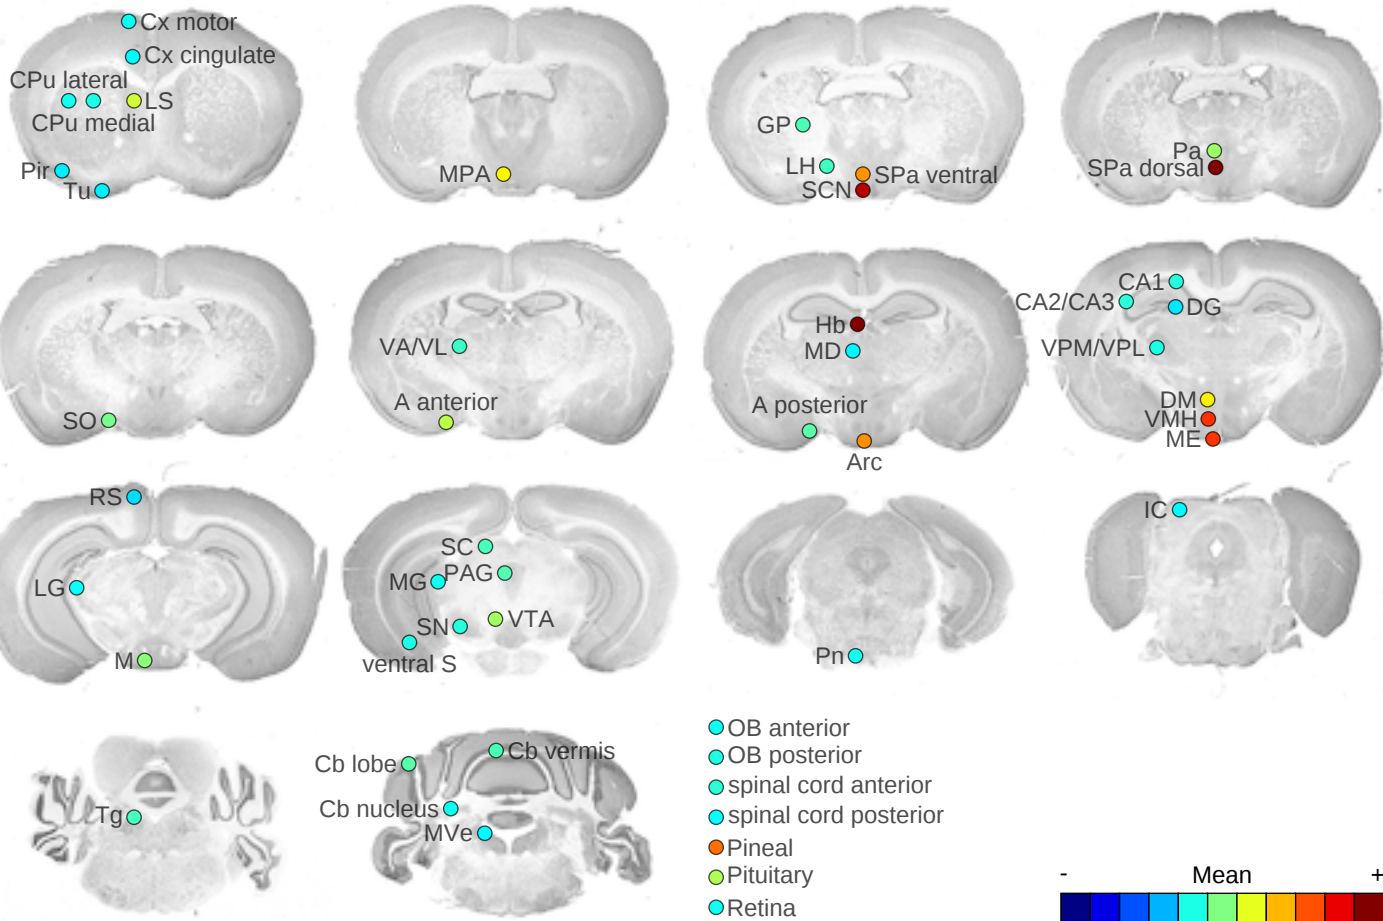 Cx motor
Cx cingulate
CPu lateral
LS
CPu medial
Pir
Tu
MPA
GP
LH
SPa ventral
SCN
Pa
SPa dorsal
SO
VA/VL
A anterior
Hb
MD
A posterior
Arc
CA1
CA2/CA3
DG
VPM/VPL
DM
VMH
ME
RS
LG
M
SC
PAG
MG
VTA
SN
ventral S
Pn
IC
Tg
Cb vermis
Cb lobe
Cb nucleus
MVe
OB anterior
OB posterior
spinal cord anterior
spinal cord posterior
Pineal
Pituitary
Retina
- Mean +